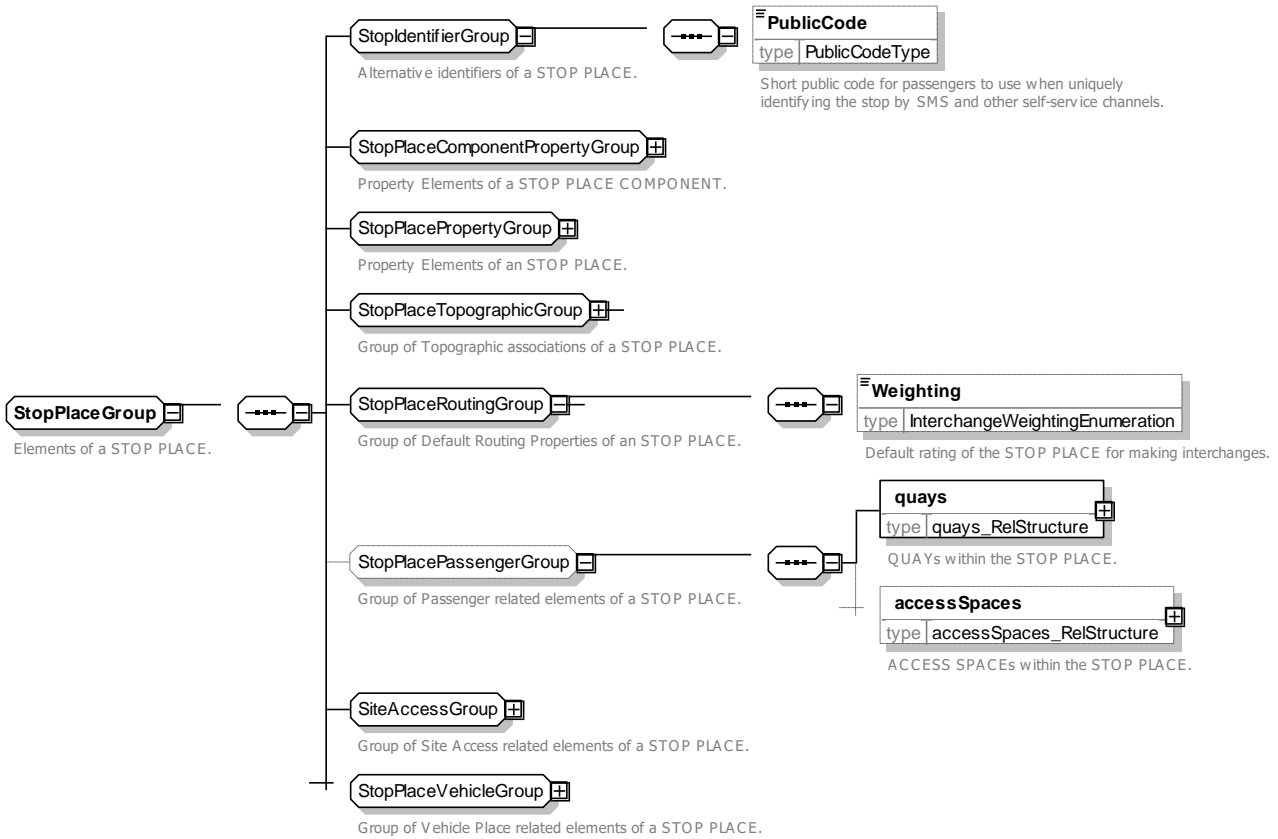 StopIdentifierGroup
Alternative identifiers of a STOP PLACE.
PublicCode
type PublicCodeType
Short public code for passengers to use when uniquely
identifying the stop by SMS and other self-service channels.
StopPlaceComponentPropertyGroup
Property Elements of a STOP PLACE COMPONENT.
StopPlacePropertyGroup
Property Elements of an STOP PLACE.
StopPlaceTopographicGroup
Group of Topographic associations of a STOP PLACE.
StopPlaceGroup
Elements of a STOP PLACE.
StopPlaceRoutingGroup
Group of Default Routing Properties of an STOP PLACE.
Weighting
type InterchangeWeightingEnumeration
Default rating of the STOP PLACE for making interchanges.
StopPlacePassengerGroup
Group of Passenger related elements of a STOP PLACE.
quays
type quays_RelStructure
QUAYs within the STOP PLACE.
accessSpaces
type accessSpaces_RelStructure
ACCESS SPACEs within the STOP PLACE.
SiteAccessGroup
Group of Site Access related elements of a STOP PLACE.
StopPlaceVehicleGroup
Group of Vehicle Place related elements of a STOP PLACE.